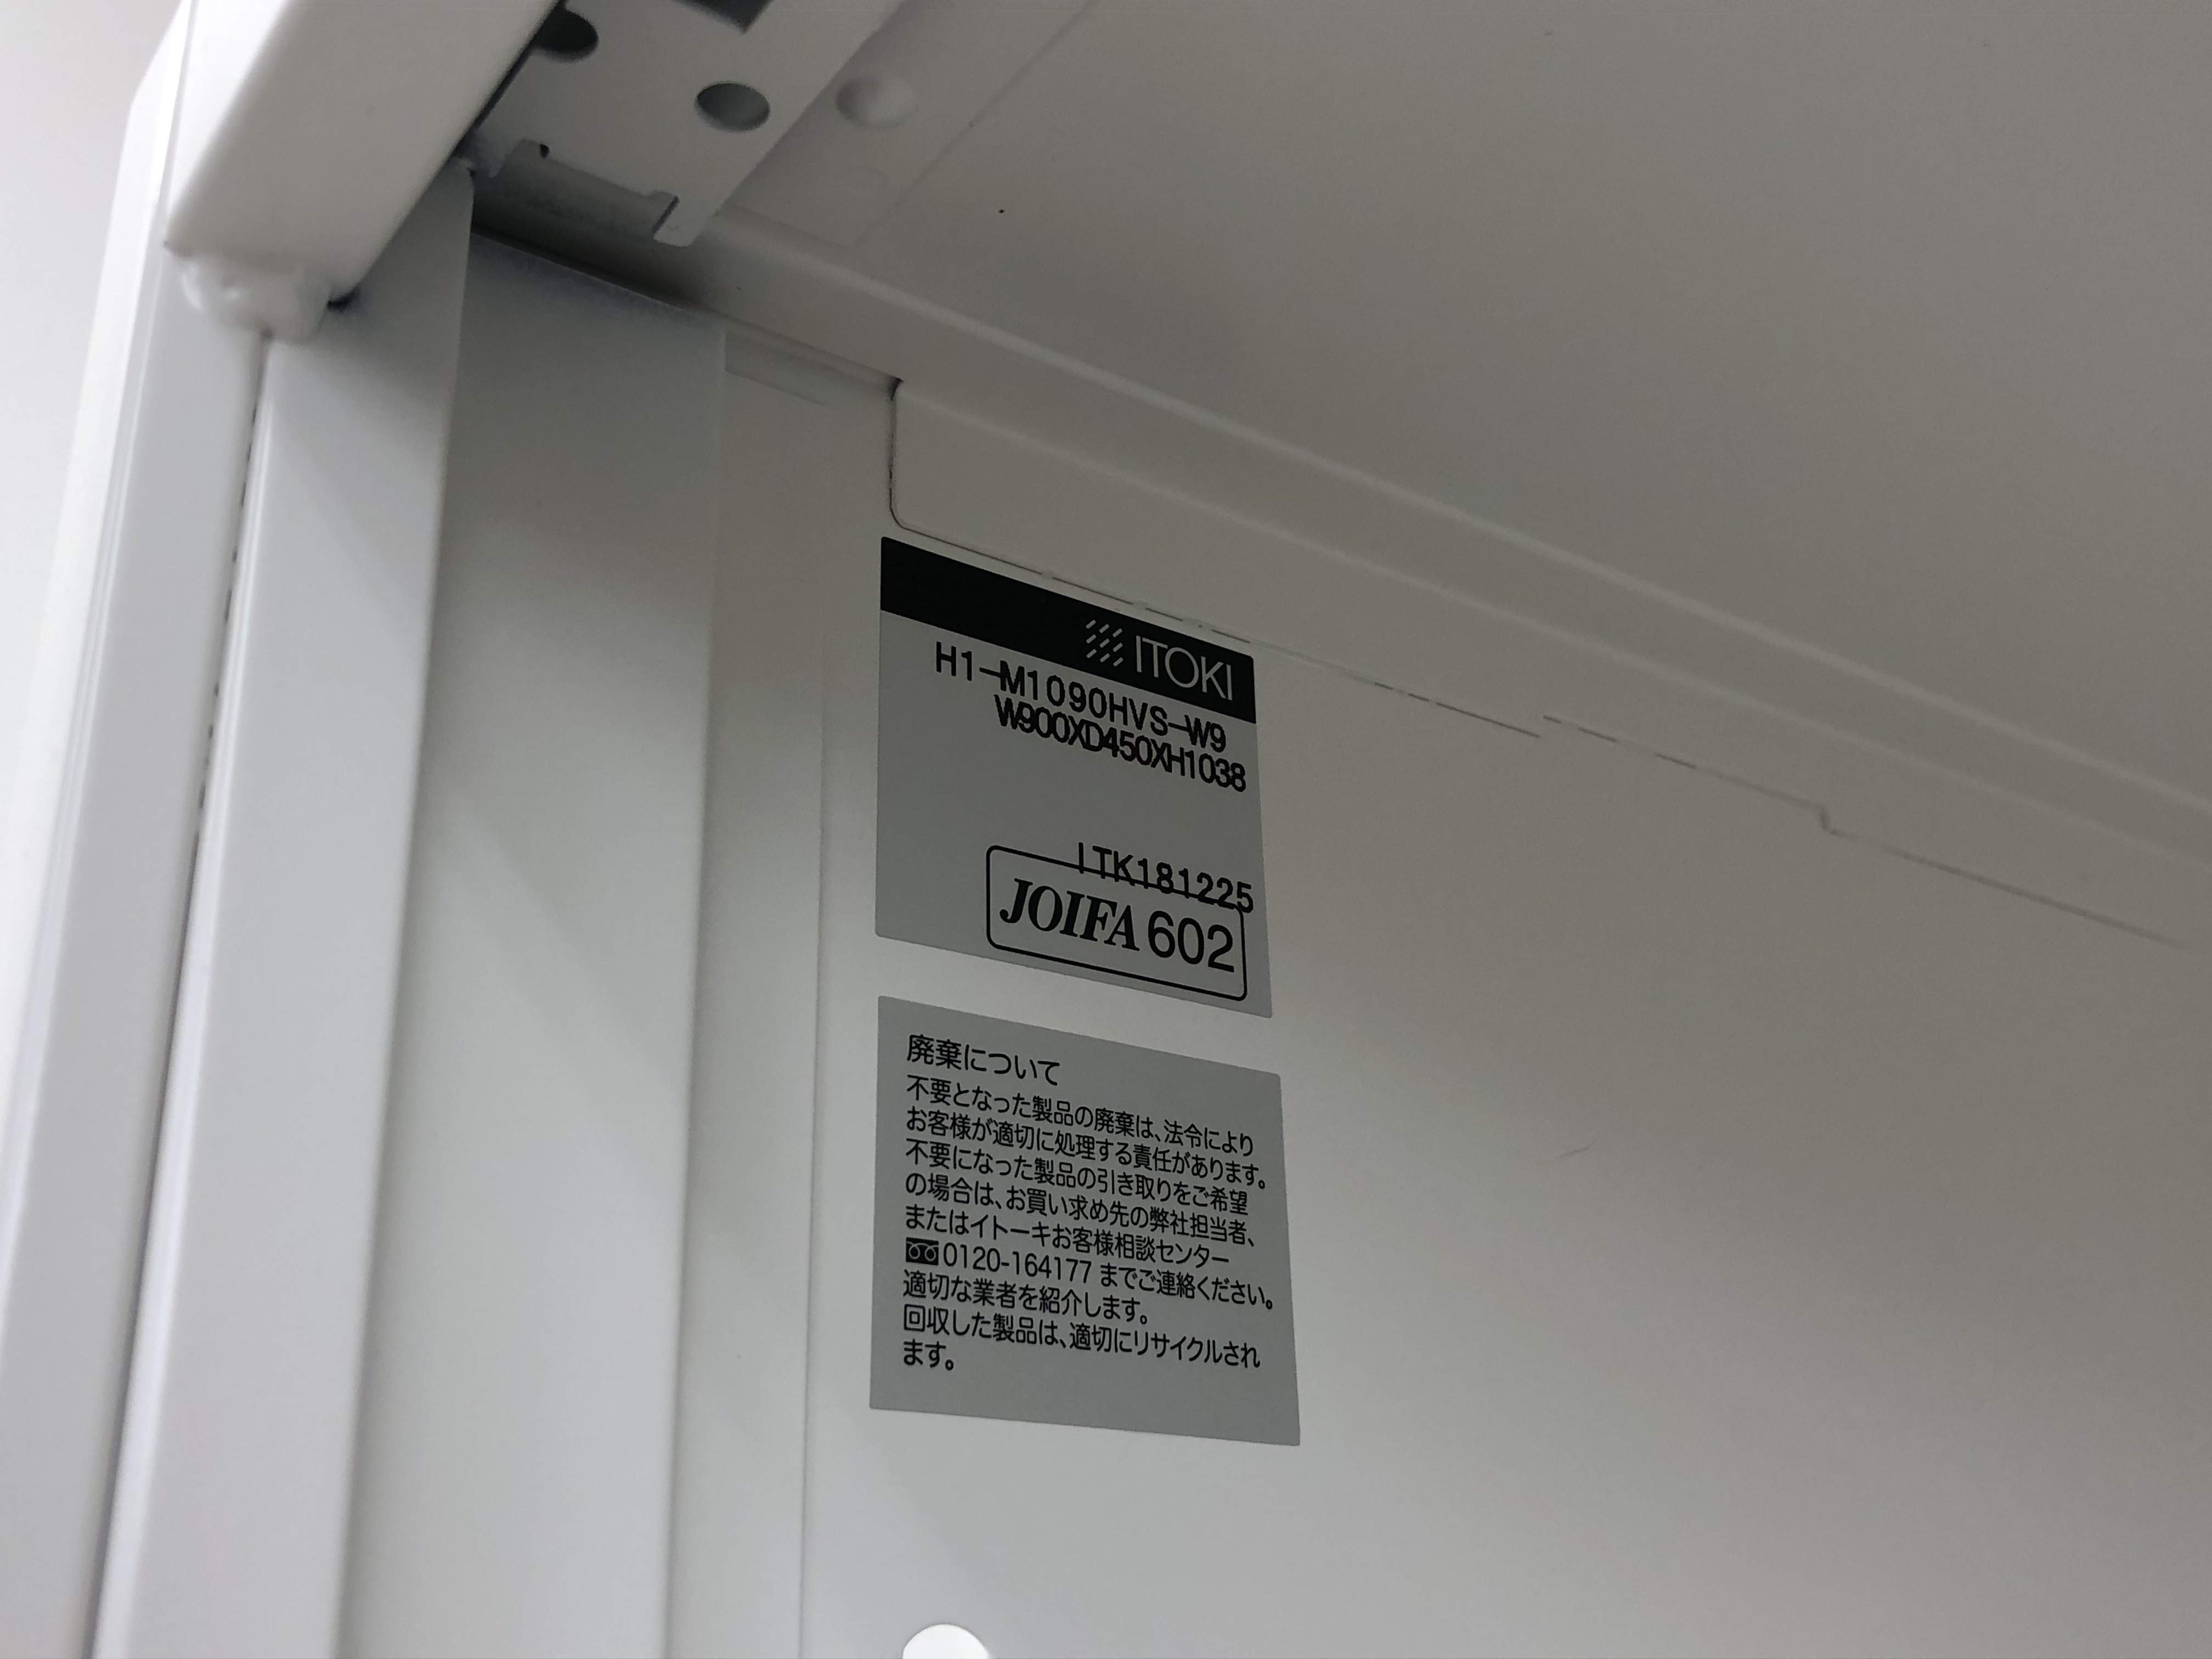 ITOKI
H1-M1090HVS-W9
W900XD450XH1038
ITK181225
JOIFA 602
廃棄について
不要となった製品の廃棄は、法令により
お客様が適切に処理する責任があります。
不要になった製品の引き取りをご希望
の場合は、お買い求め先の弊社担当者、
またはイトーキお客様相談センター
0120-164177 までご連絡ください。
適切な業者を紹介します。
回収した製品は、適切にリサイクルされ
ます。